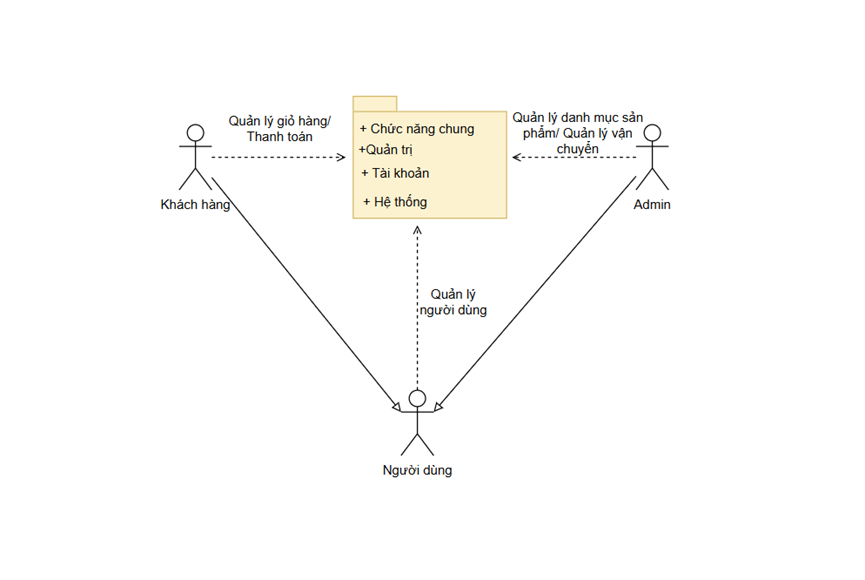 Quản lý giỏ hàng/
Thanh toán
Khách hàng
+ Chức năng chung
+Quản trị
+ Tài khoản
+ Hệ thống
Quản lý danh mục sản
phẩm/ Quản lý vận
chuyển
Admin
Quản lý
người dùng
Người dùng